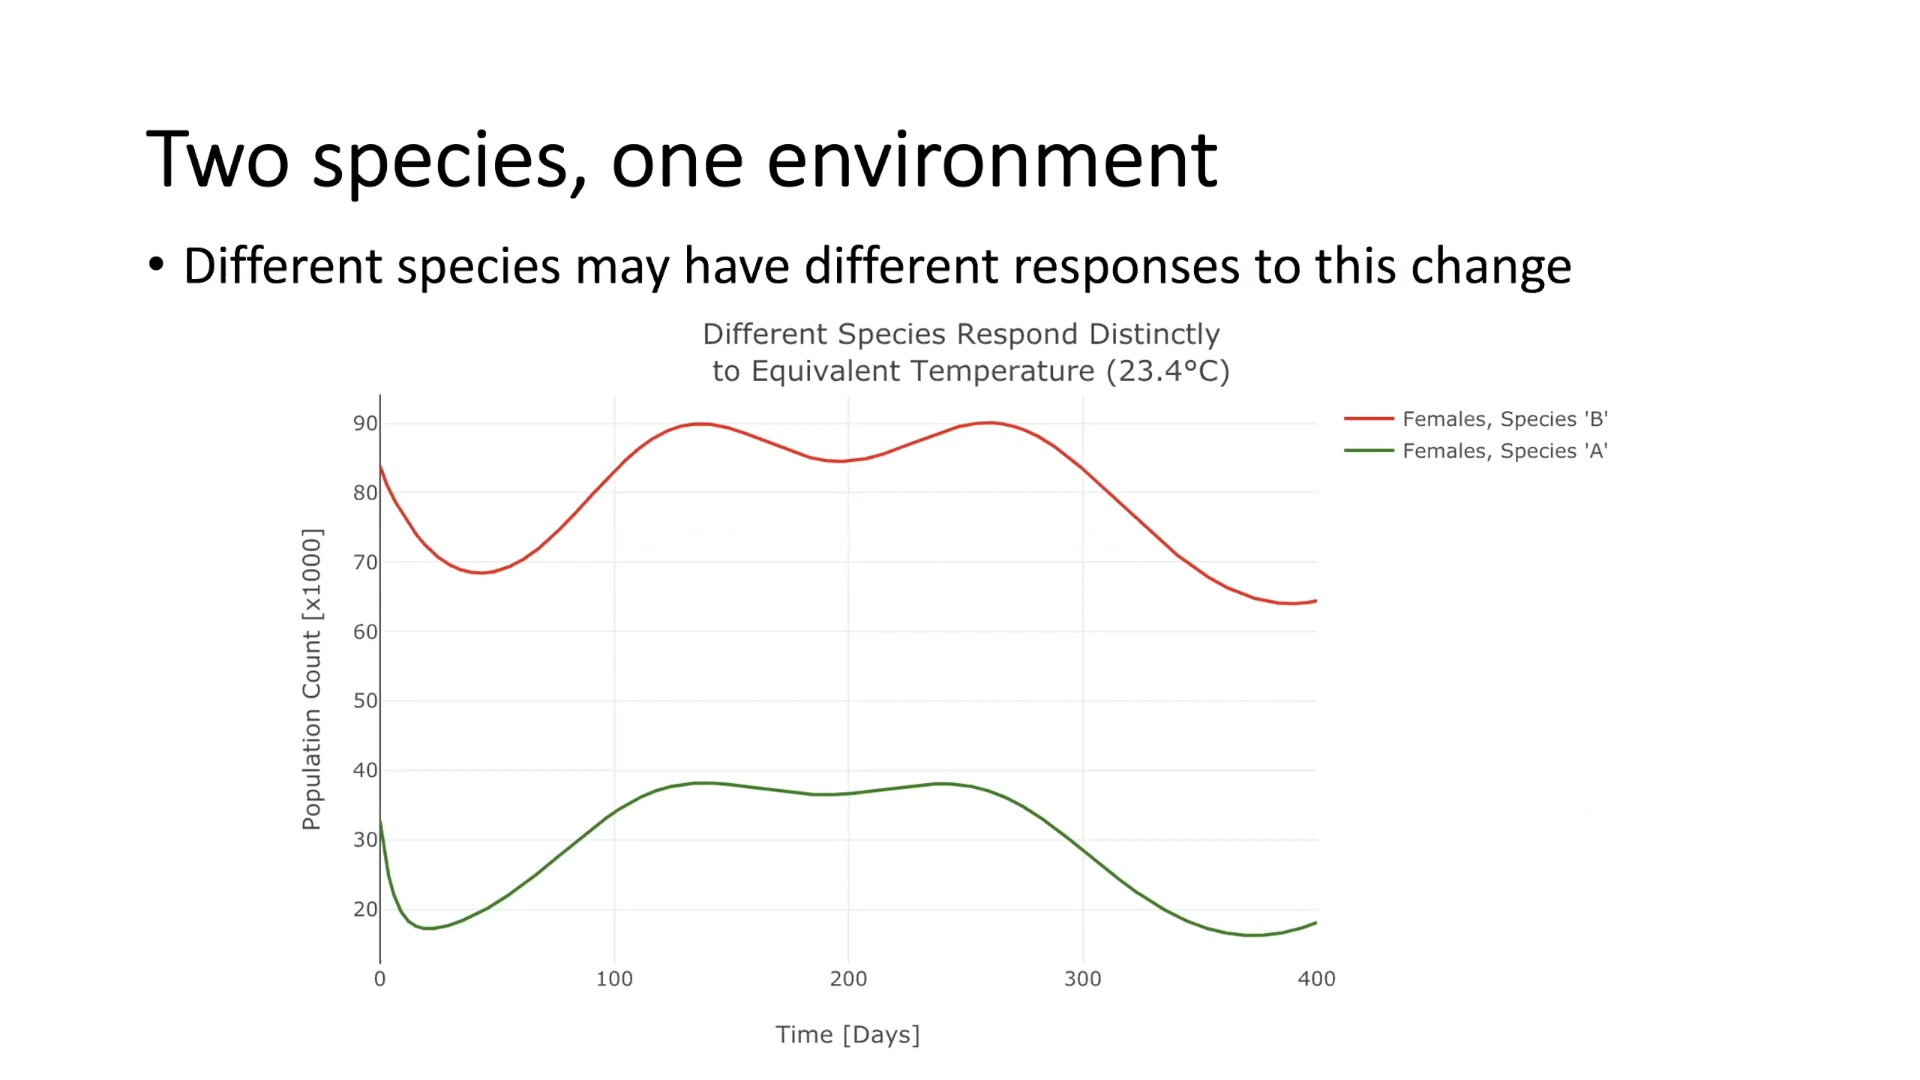 Two species, one environment
• Different species may have different responses to this change
Different Species Respond Distinctly
to Equivalent Temperature (23.4°C)
Females, Species 'B'
Females, Species 'A'
Population Count [x1000]
90
80
70
60
50
40
30
20
0 100 200 300 400
Time [Days]